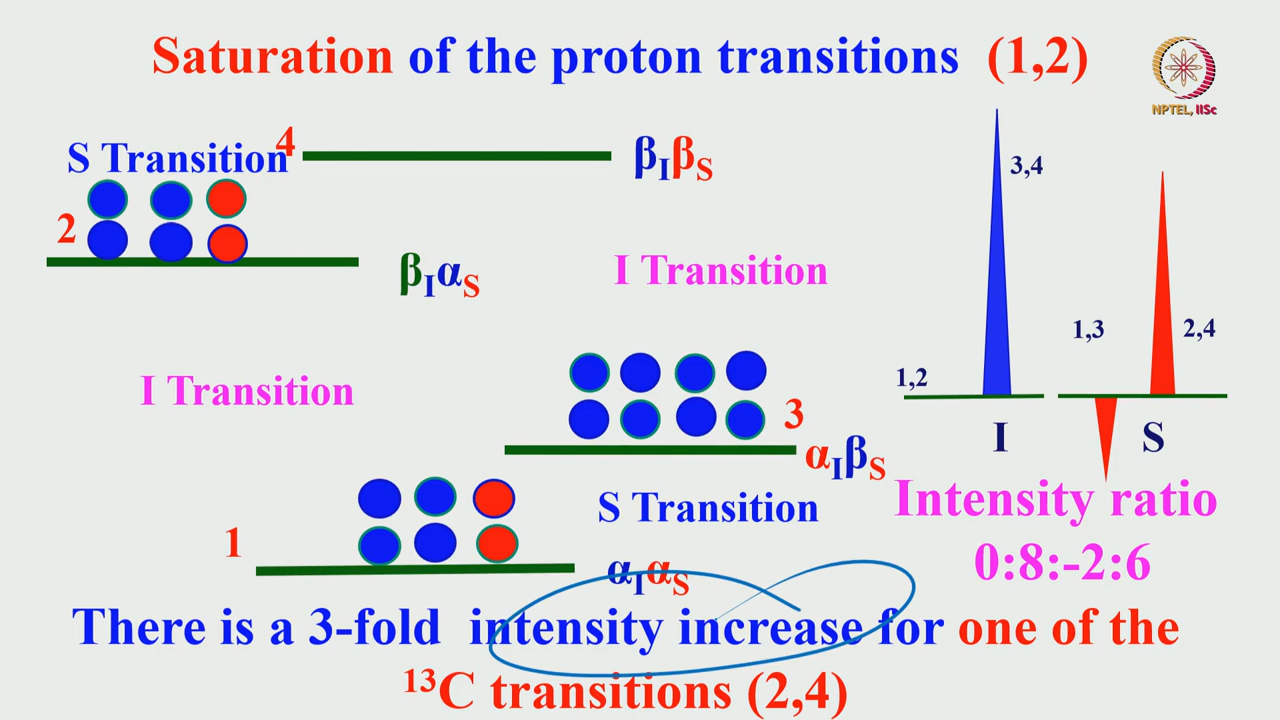 Saturation of the proton transitions (1,2)
NPTEL, IISc
S Transition
4
βIβS
3,4
2
βIαS
I Transition
1,3
2,4
I Transition
1,2
3
αIβS
I
S
S Transition
Intensity ratio
1
0:8:-2:6
αIαS
There is a 3-fold intensity increase for one of the
¹³C transitions (2,4)